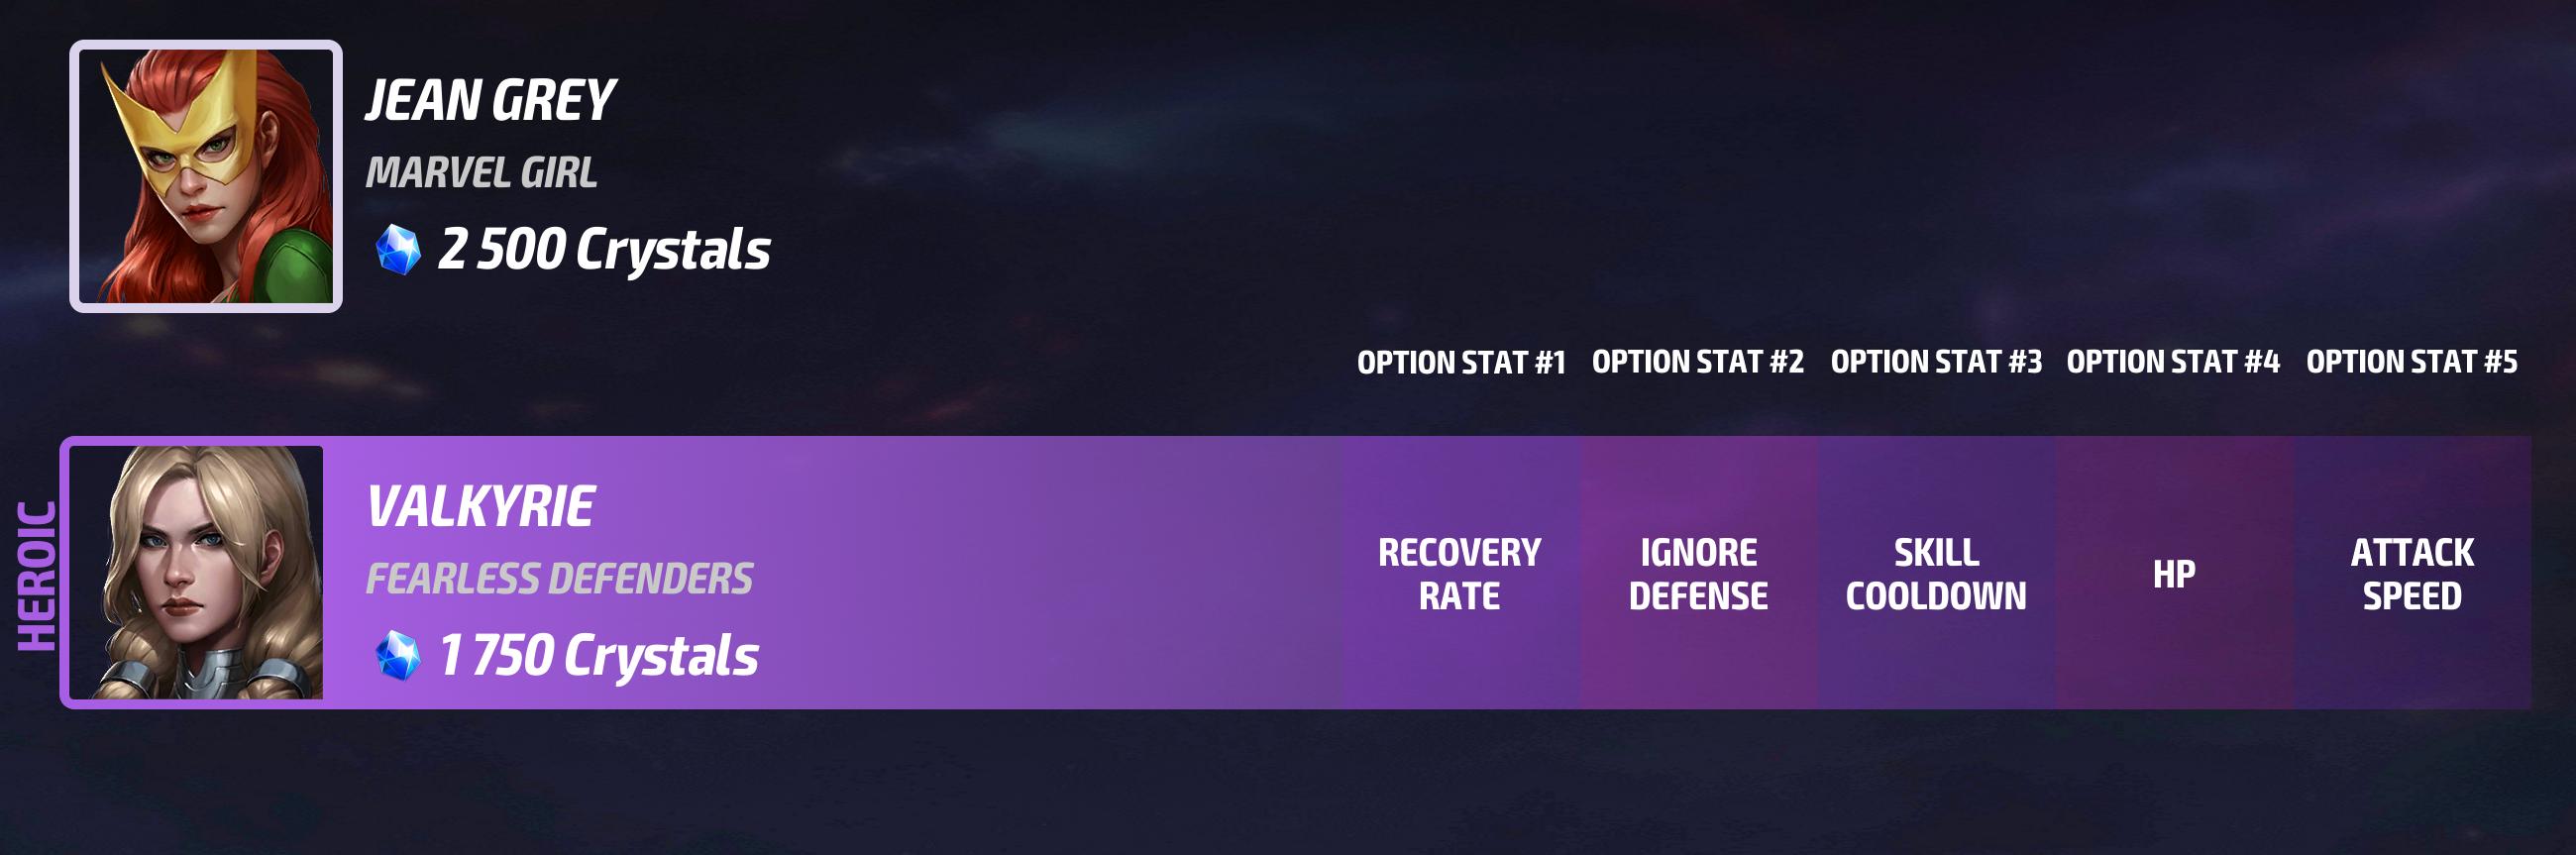 JEAN GREY
MARVEL GIRL
2 500 Crystals
OPTION STAT #1 OPTION STAT #2 OPTION STAT #3 OPTION STAT #4 OPTION STAT #5
HEROIC
VALKYRIE
FEARLESS DEFENDERS
1 750 Crystals
RECOVERY
RATE
IGNORE
DEFENSE
SKILL
COOLDOWN
HP
ATTACK
SPEED